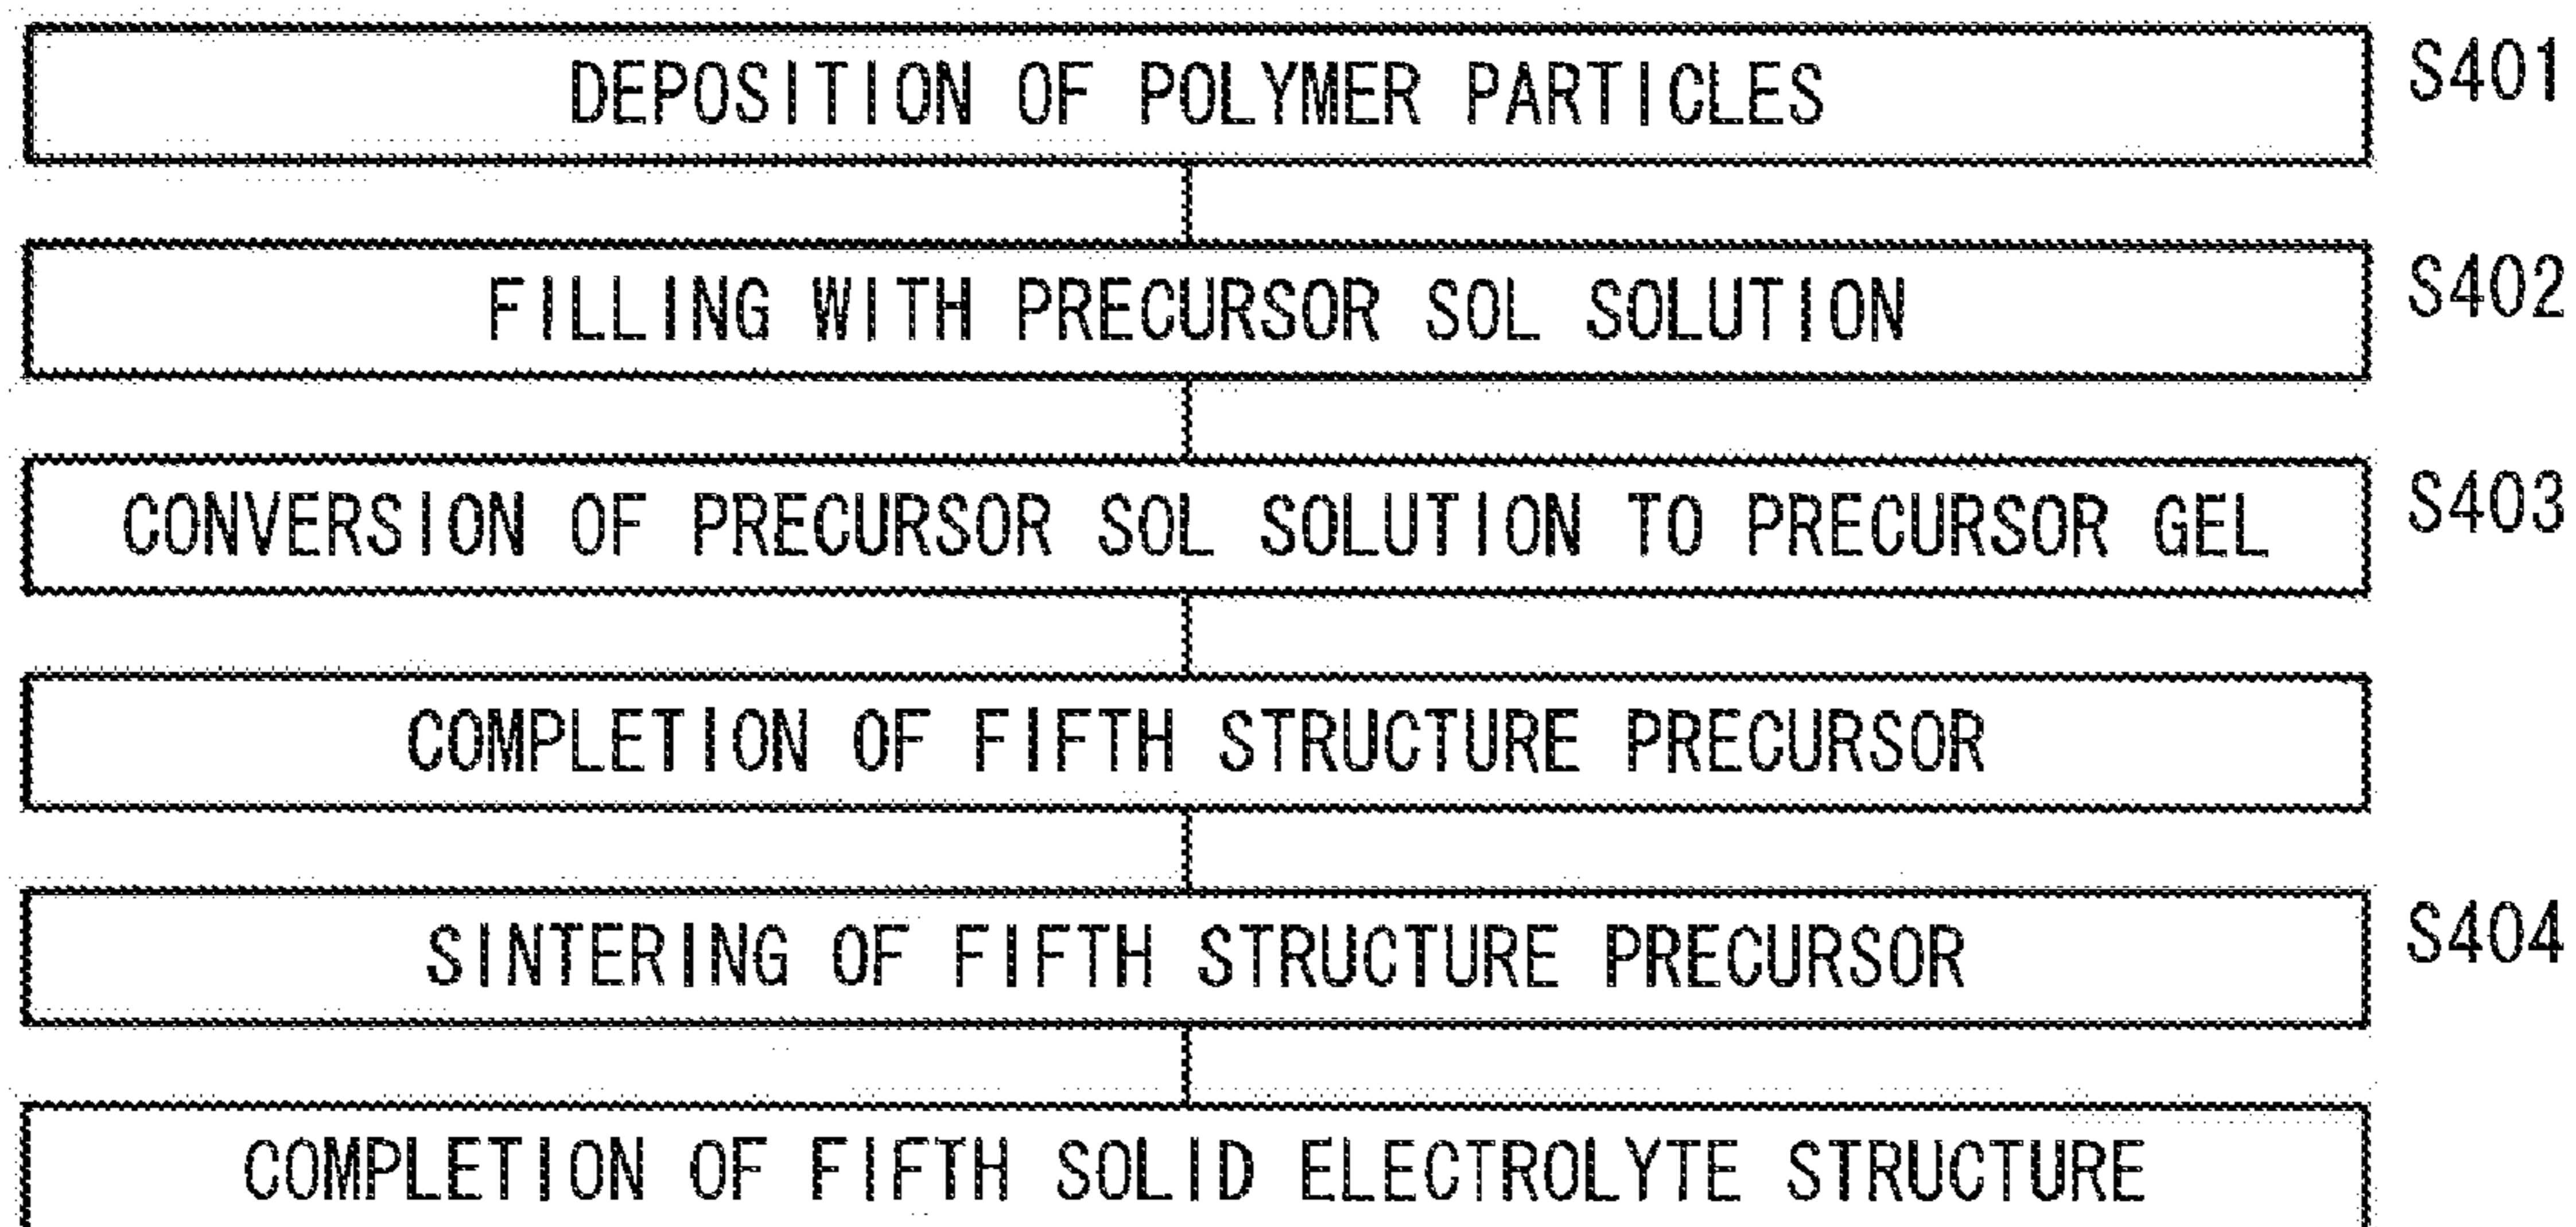 DEPOSITION OF POLYMER PARTICLES S401
FILLING WITH PRECURSOR SOL SOLUTION S402
CONVERSION OF PRECURSOR SOL SOLUTION TO PRECURSOR GEL S403
COMPLETION OF FIFTH STRUCTURE PRECURSOR
SINTERING OF FIFTH STRUCTURE PRECURSOR S404
COMPLETION OF FIFTH SOLID ELECTROLYTE STRUCTURE